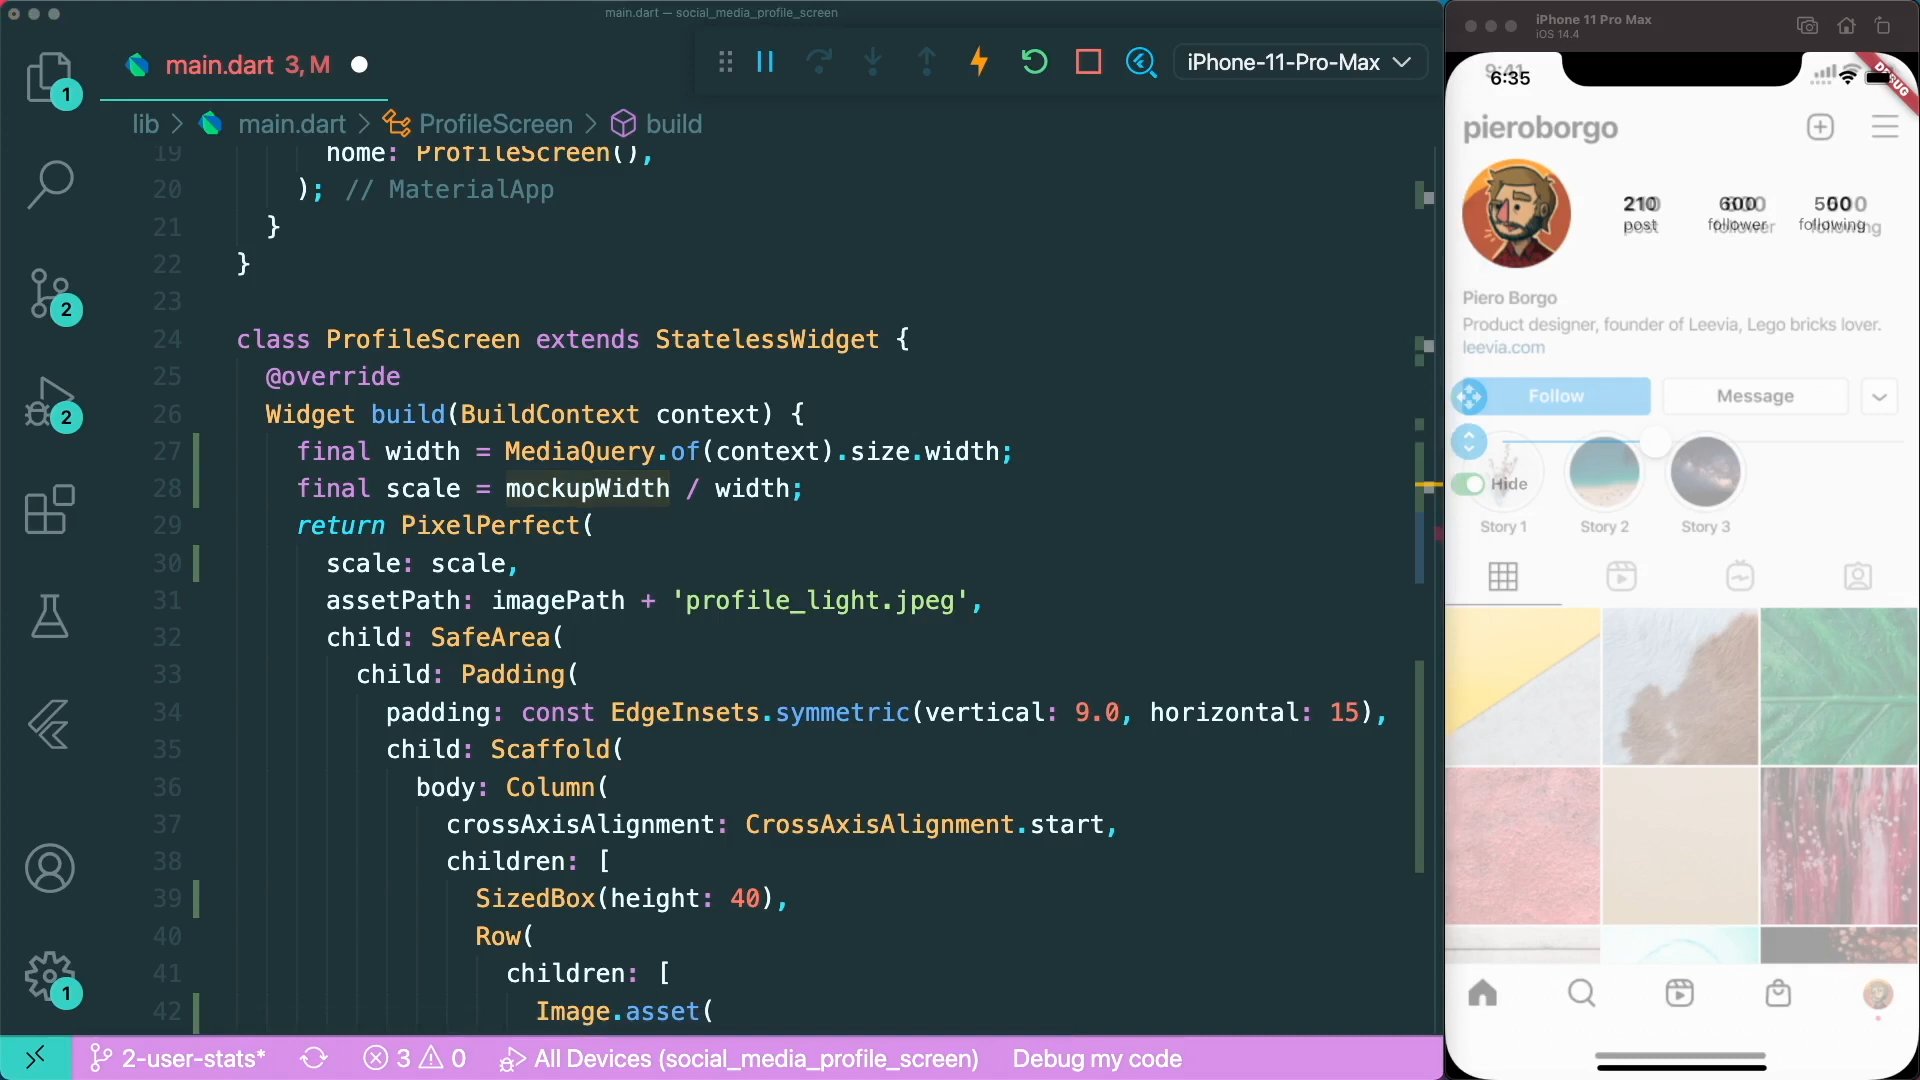 main.dart — social_media_profile_screen
main.dart 3, M
iPhone-11-Pro-Max
lib > main.dart > ProfileScreen > build
19 home: ProfileScreen(),
20 ); // MaterialApp
21 }
22 }
23
24 class ProfileScreen extends StatelessWidget {
25 @override
26 Widget build(BuildContext context) {
27 final width = MediaQuery.of(context).size.width;
28 final scale = mockupWidth / width;
29 return PixelPerfect(
30 scale: scale,
31 assetPath: imagePath + 'profile_light.jpeg',
32 child: SafeArea(
33 child: Padding(
34 padding: const EdgeInsets.symmetric(vertical: 9.0, horizontal: 15),
35 child: Scaffold(
36 body: Column(
37 crossAxisAlignment: CrossAxisAlignment.start,
38 children: [
39 SizedBox(height: 40),
40 Row(
41 children: [
42 Image.asset(
1
2
2
1
2-user-stats* 3 0 All Devices (social_media_profile_screen) Debug my code
iPhone 11 Pro Max
iOS 14.4
9:41
6:35
DEBUG
pieroborgo
210 600 500
post follower following
Piero Borgo
Product designer, founder of Leevia, Lego bricks lover.
leevia.com
Follow Message
Hide
Story 1 Story 2 Story 3